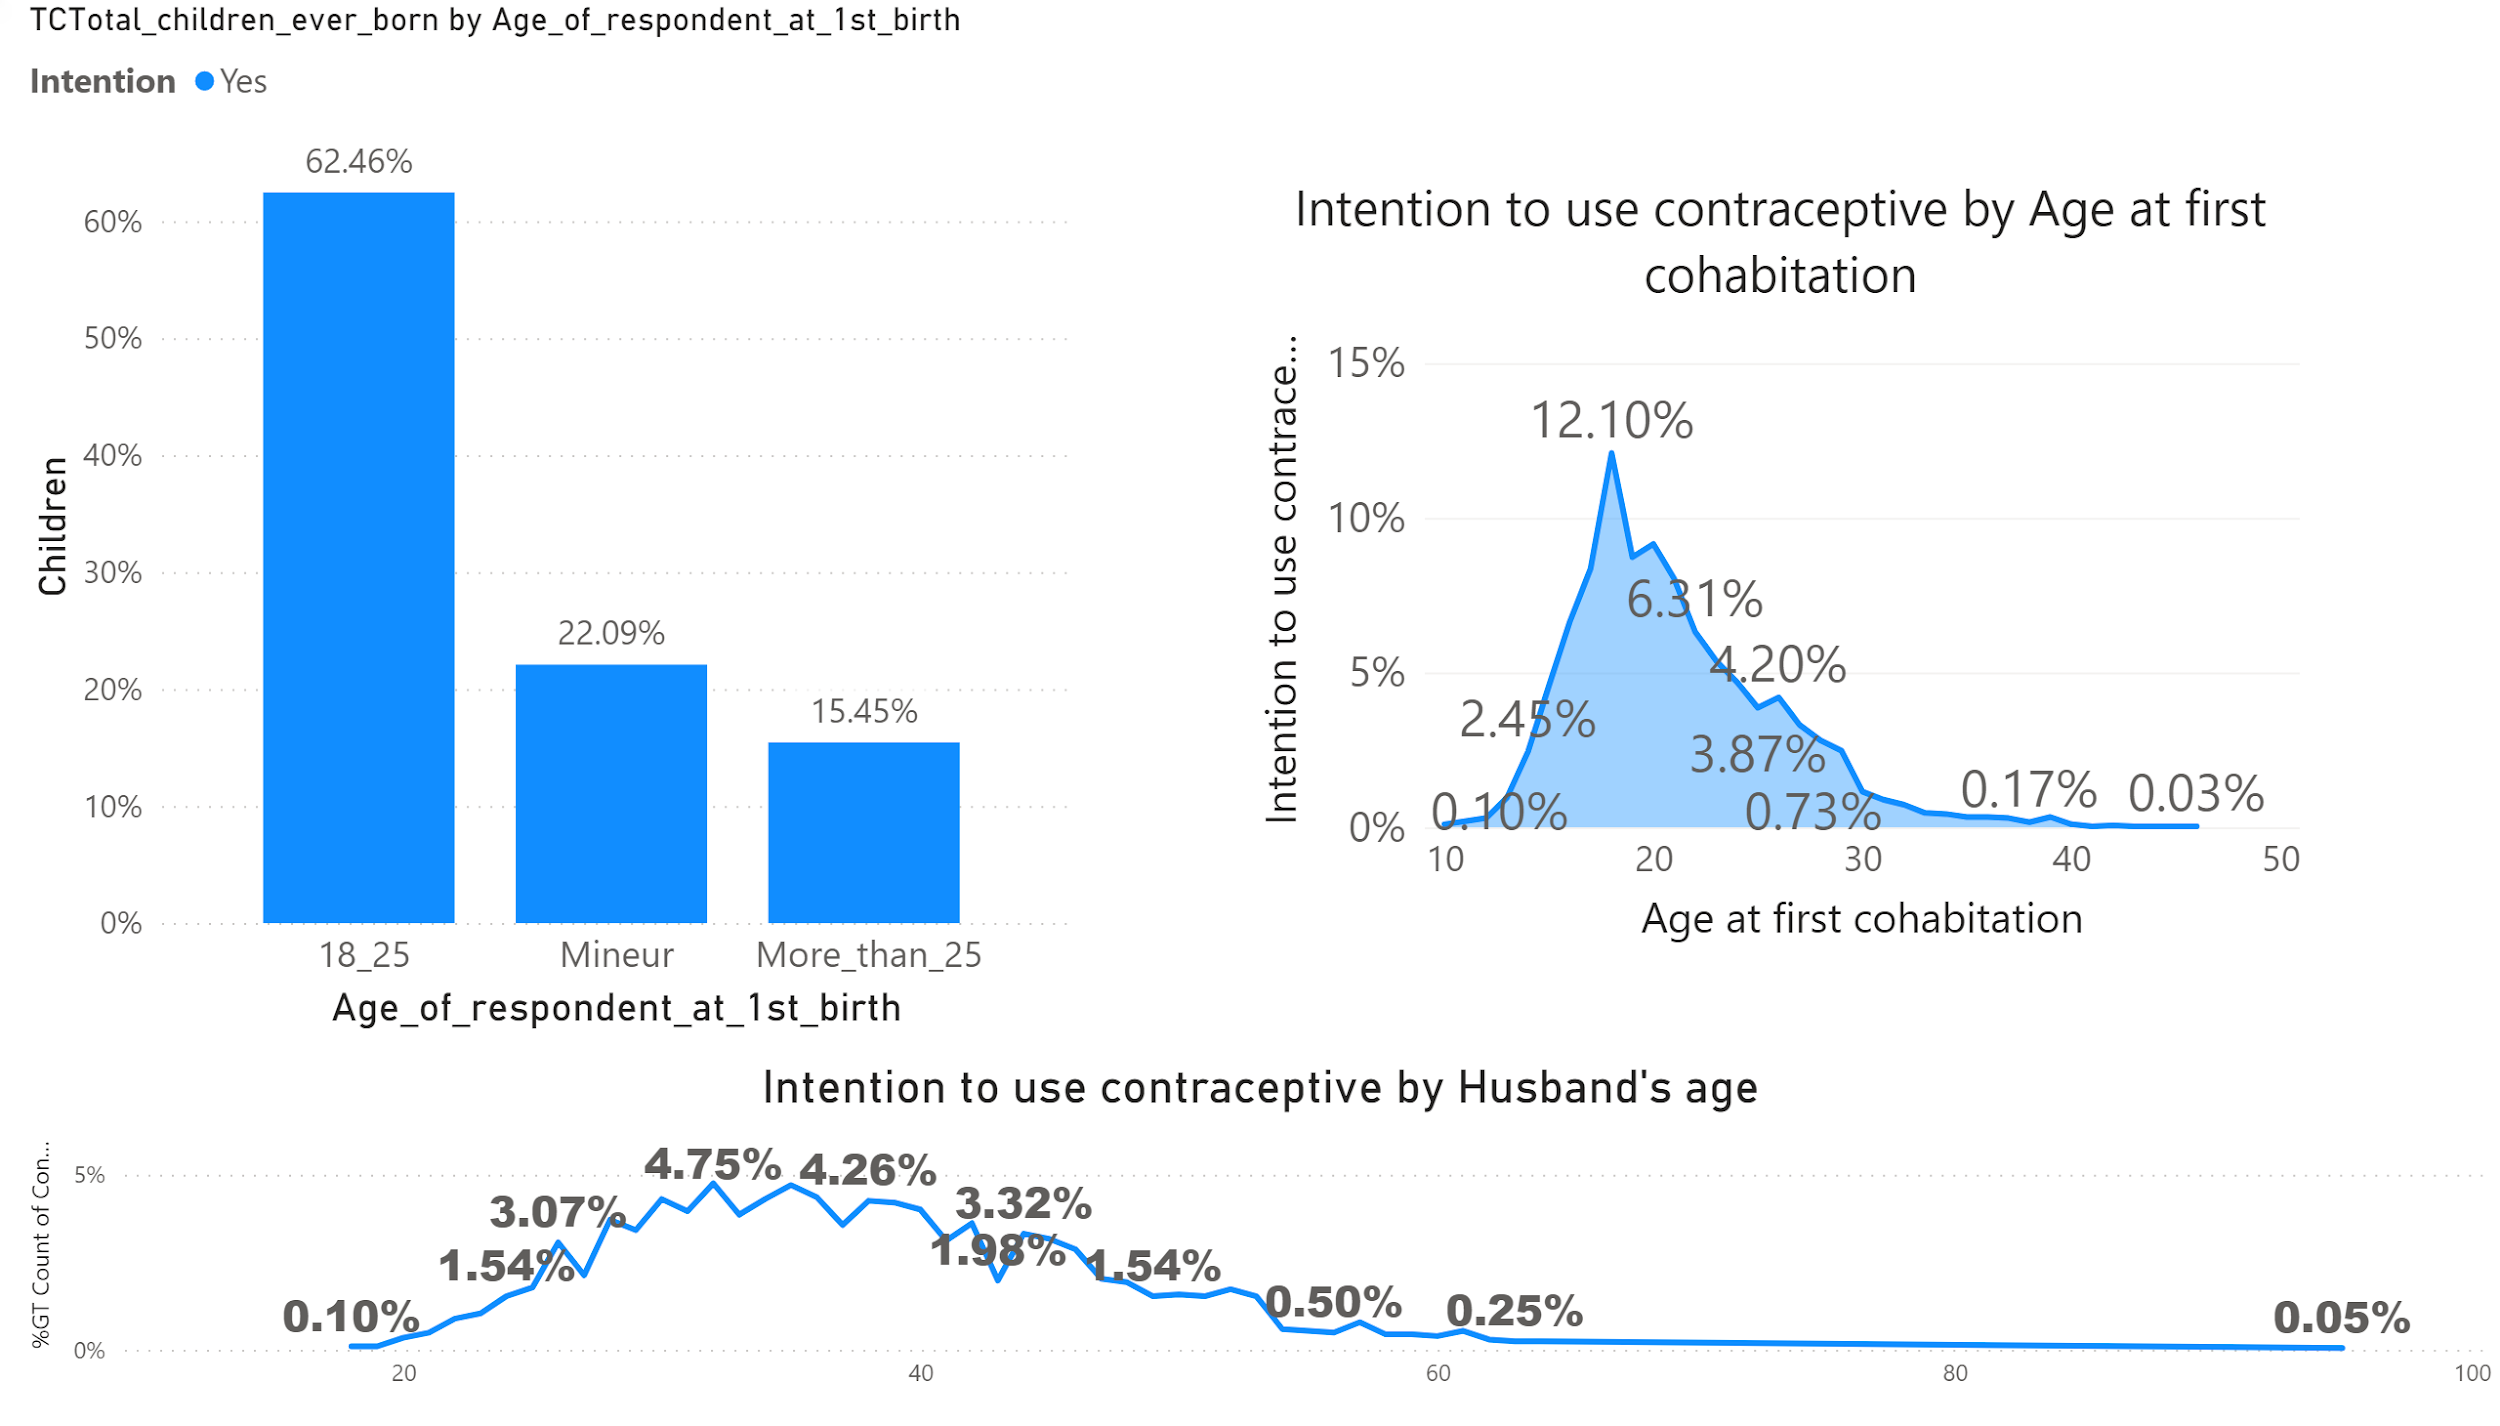 TCTotal_children_ever_born by Age_of_respondent_at_1st_birth
Intention Yes
62.46%
22.09%
15.45%
60%
50%
40%
30%
20%
10%
0%
Children
18_25 Mineur More_than_25
Age_of_respondent_at_1st_birth
Intention to use contraceptive by Age at first
cohabitation
Intention to use contrace...
15%
10%
5%
0%
12.10%
6.31%
4.20%
2.45%
3.87%
0.10%
0.73%
0.17%
0.03%
10 20 30 40 50
Age at first cohabitation
Intention to use contraceptive by Husband's age
%GT Count of Con...
5%
0%
4.75%
4.26%
3.07%
3.32%
1.54%
1.98%
1.54%
0.10%
0.50%
0.25%
0.05%
20 40 60 80 100